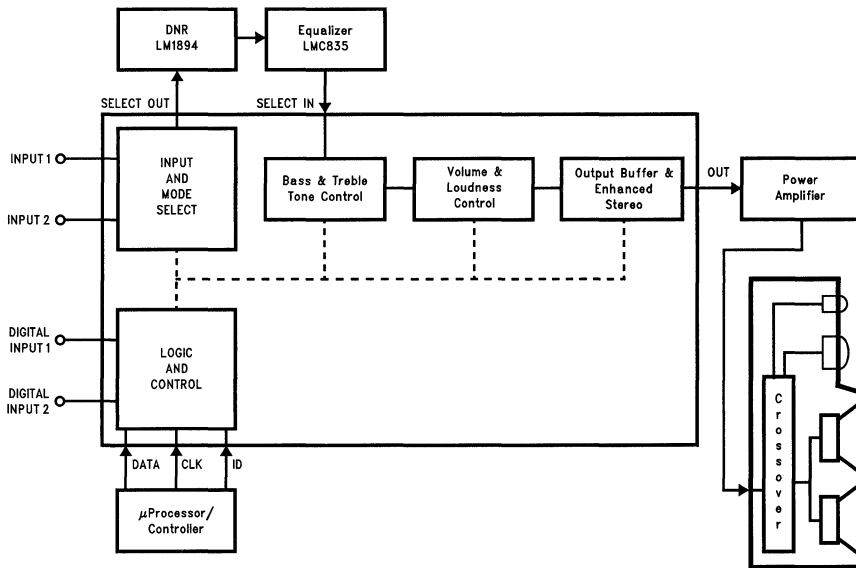 DNR
LM1894
Equalizer
LMC835
SELECT OUT
SELECT IN
INPUT 1
INPUT 2
INPUT
AND
MODE
SELECT
Bass & Treble
Tone Control
Volume &
Loudness
Control
Output Buffer &
Enhanced
Stereo
OUT
Power
Amplifier
DIGITAL
INPUT 1
DIGITAL
INPUT 2
LOGIC
AND
CONTROL
DATA
CLK
ID
μProcessor/
Controller
Crossover